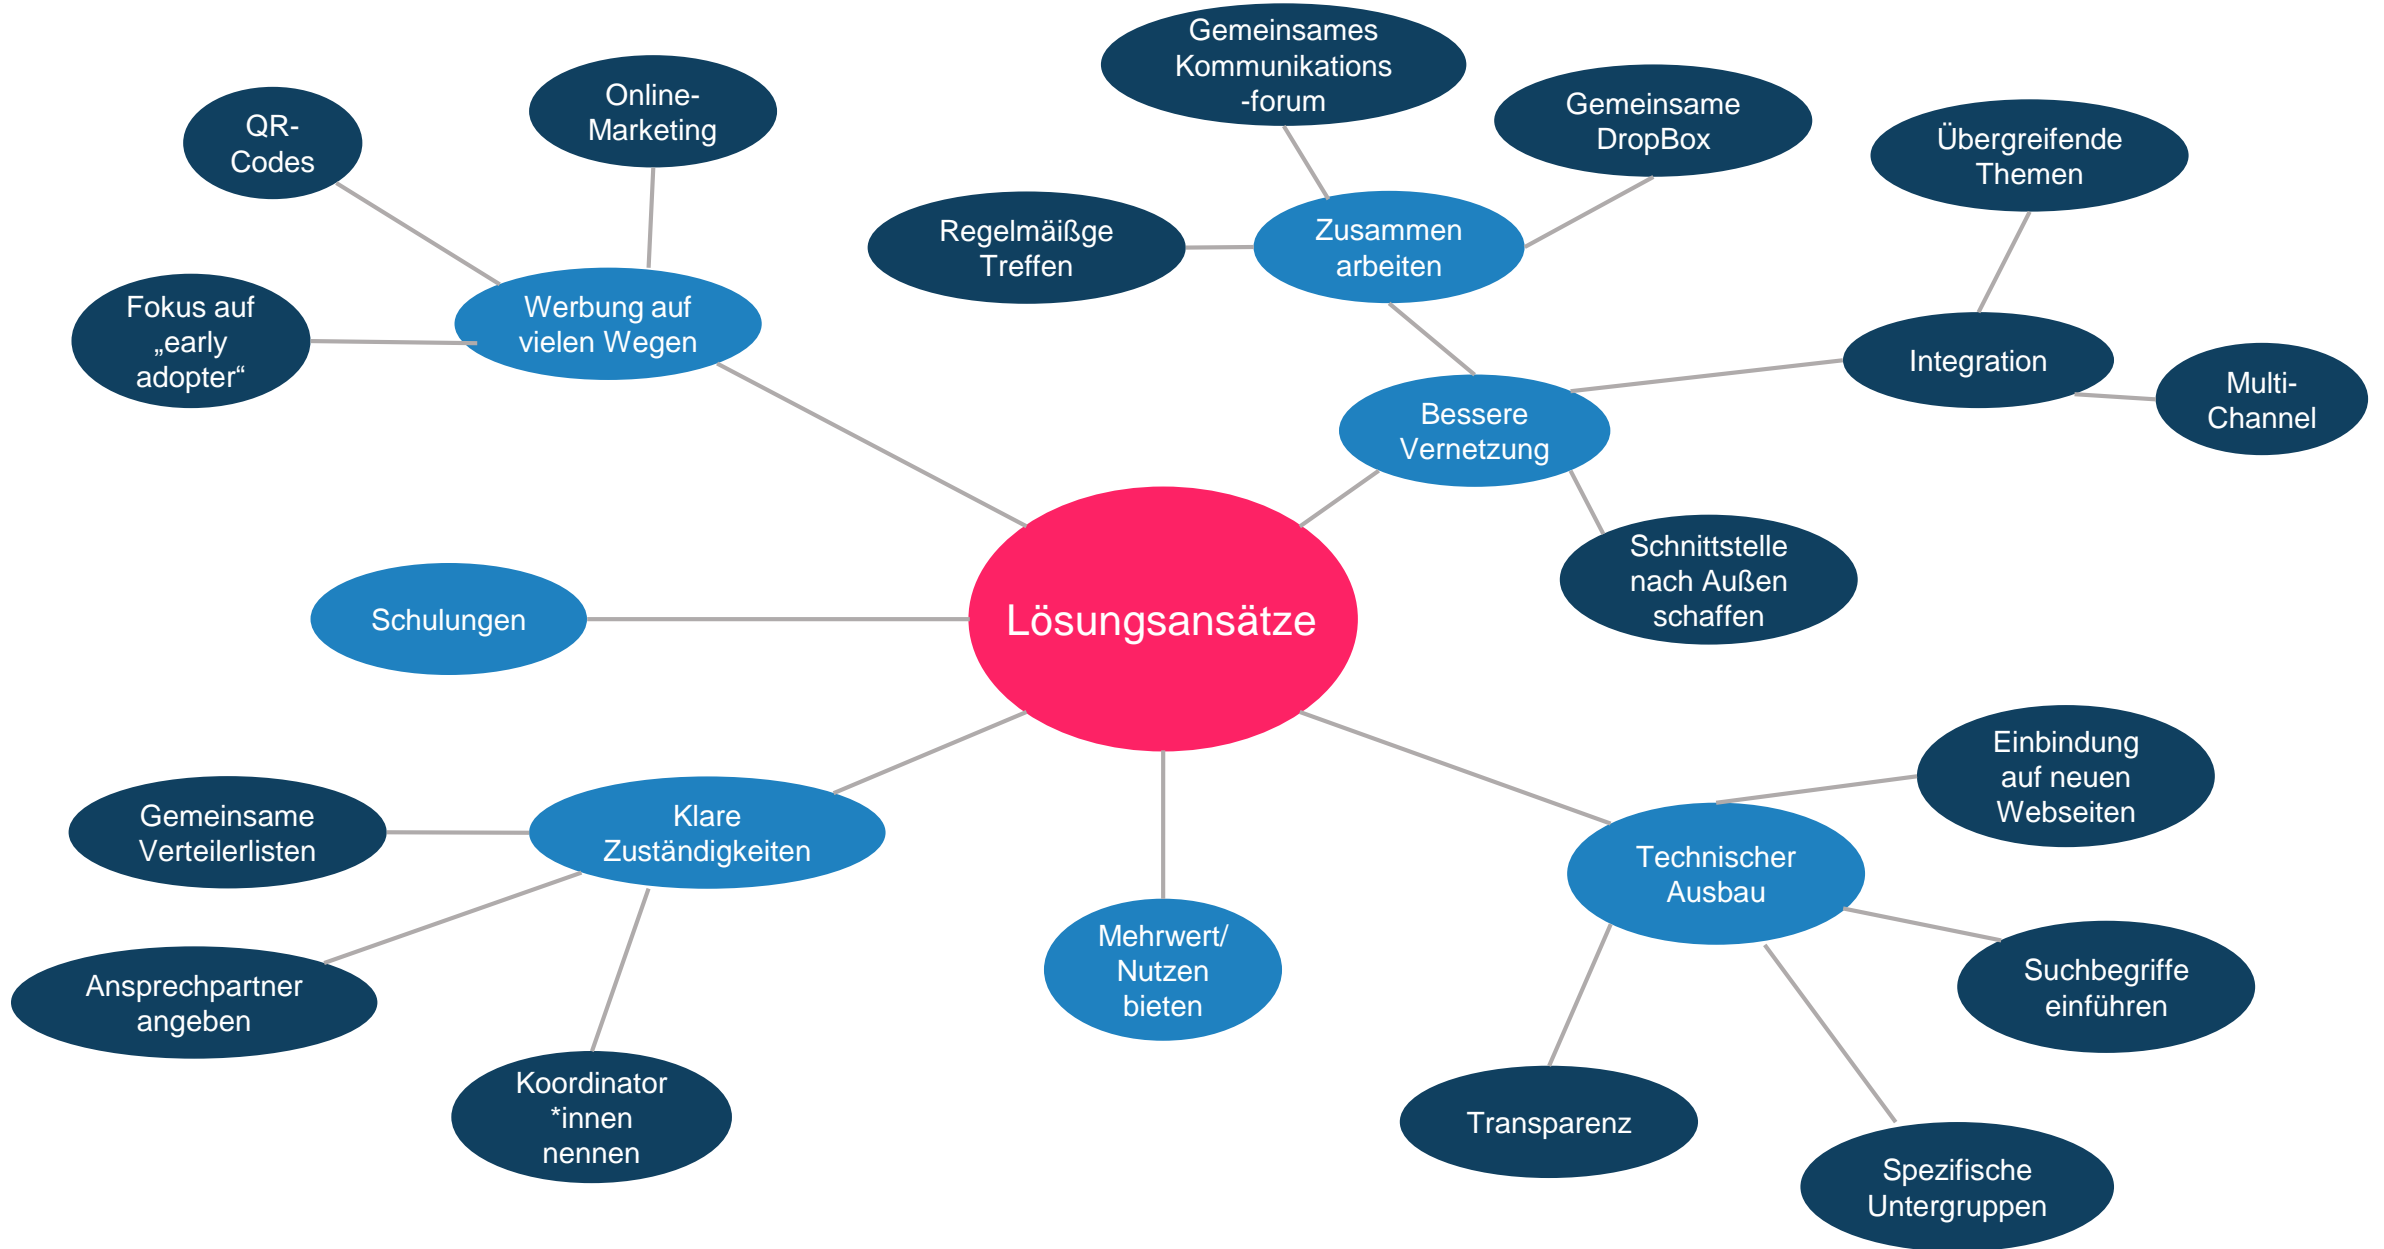 Gemeinsames
Kommunikations
-forum
Online-
Marketing
Gemeinsame
DropBox
QR-
Codes
Übergreifende
Themen
Regelmäißge
Treffen
Zusammen
arbeiten
Fokus auf
„early
adopter“
Werbung auf
vielen Wegen
Integration
Multi-
Channel
Bessere
Vernetzung
Schnittstelle
nach Außen
schaffen
Schulungen
Lösungsansätze
Einbindung
auf neuen
Webseiten
Gemeinsame
Verteilerlisten
Klare
Zuständigkeiten
Technischer
Ausbau
Mehrwert/
Nutzen
bieten
Suchbegriffe
einführen
Ansprechpartner
angeben
Koordinator
*innen
nennen
Transparenz
Spezifische
Untergruppen